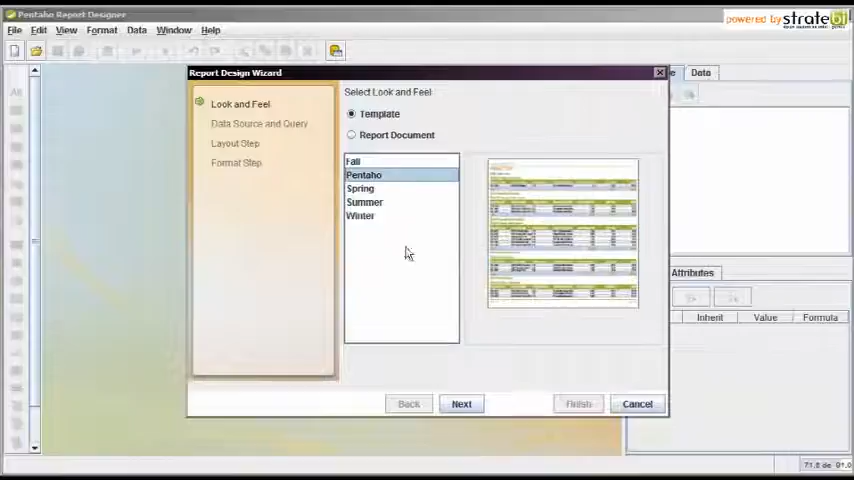 Pentaho Report Designer
powered by stratebi
File Edit View Format Data Window Help
Report Design Wizard
Data
Look and Feel
Data Source and Query
Layout Step
Format Step
Select Look and Feel
Template
Report Document
Fall
Pentaho
Spring
Summer
Winter
Attributes
Inherit Value Formula
Back Next Finish Cancel